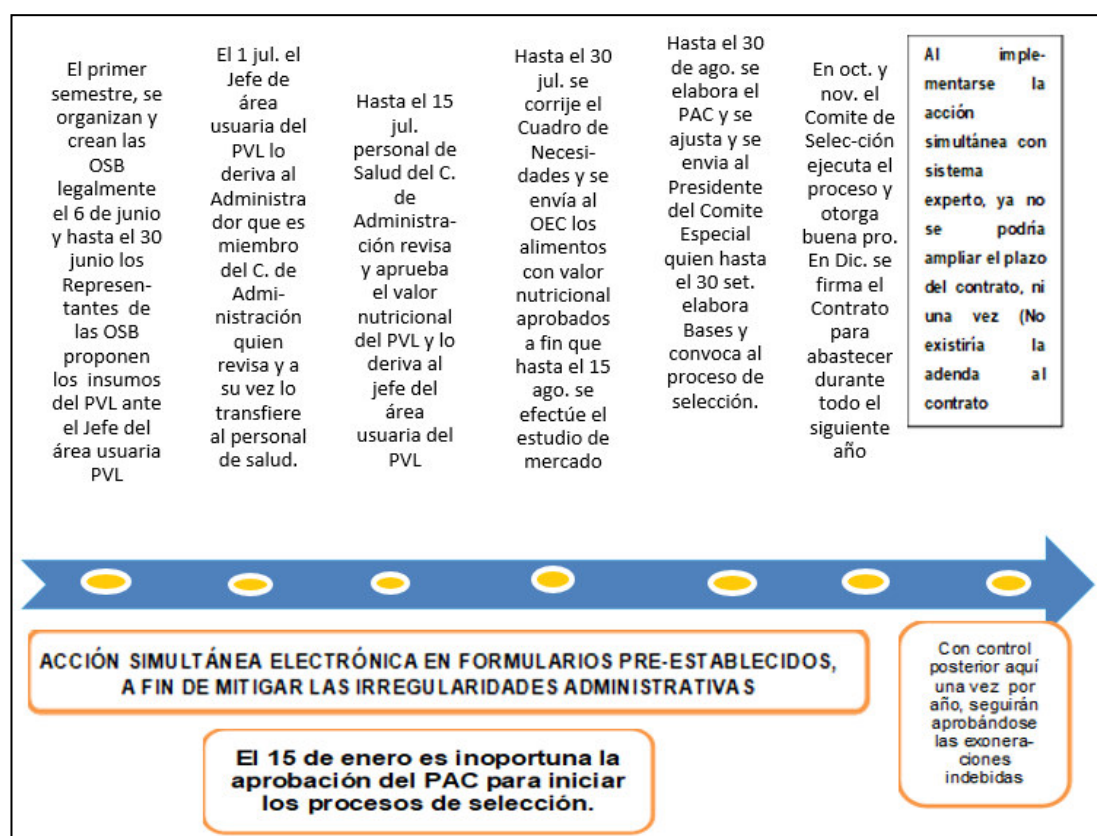 El primer
semestre, se
organizan y
crean las
OSB
legalmente
el 6 de junio
y hasta el 30
junio los
Represen-
tantes de
las OSB
proponen
los insumos
del PVL ante
el Jefe del
área usuaria
PVL
El 1 jul. el
Jefe de
área
usuaria del
PVL lo
deriva al
Administra
dor que es
miembro
del C. de
Admi-
nistración
quien
revisa y a
su vez lo
transfiere
al personal
de salud.
Hasta el 15
jul.
personal de
Salud del C.
de
Administra-
ción revisa
y aprueba
el valor
nutricional
del PVL y lo
deriva al
jefe del
área
usuaria del
PVL
Hasta el 30
jul. se
corrije el
Cuadro de
Necesi-
dades y se
envía al
OEC los
alimentos
con valor
nutricional
aprobados
a fin que
hasta el 15
ago. se
efectúe el
estudio de
mercado
Hasta el 30
de ago. se
elabora el
PAC y se
ajusta y se
envia al
Presidente
del Comite
Especial
quien hasta
el 30 set.
elabora
Bases y
convoca al
proceso de
selección.
En oct. y
nov. el
Comite de
Selec-ción
ejecuta el
proceso y
otorga
buena pro.
En Dic. se
firma el
Contrato
para
abastecer
durante
todo el
siguiente
año
Al imple-
mentarse la
acción
simultánea con
sistema
experto, ya no
se podría
ampliar el plazo
del contrato, ni
una vez (No
existiría la
adenda al
contrato
ACCIÓN SIMULTÁNEA ELECTRÓNICA EN FORMULARIOS PRE-ESTABLECIDOS,
A FIN DE MITIGAR LAS IRREGULARIDADES ADMINISTRATIVAS
Con control
posterior aquí
una vez por
año, seguirán
aprobándose
las exonera-
ciones
indebidas
El 15 de enero es inoportuna la
aprobación del PAC para iniciar
los procesos de selección.